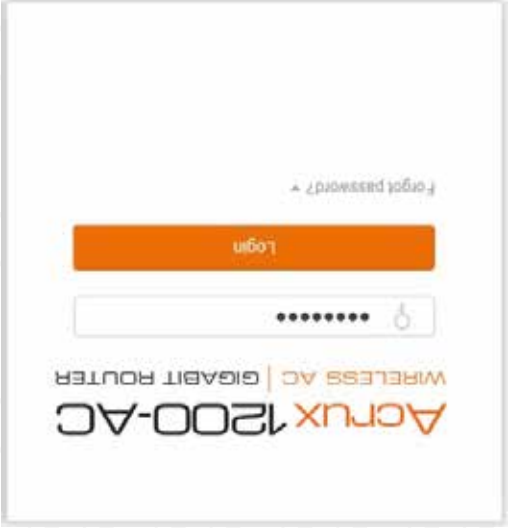 Acrux 1200-AC
WIRELESS AC | GIGABIT ROUTER
••••••••
Login
Forgot password?